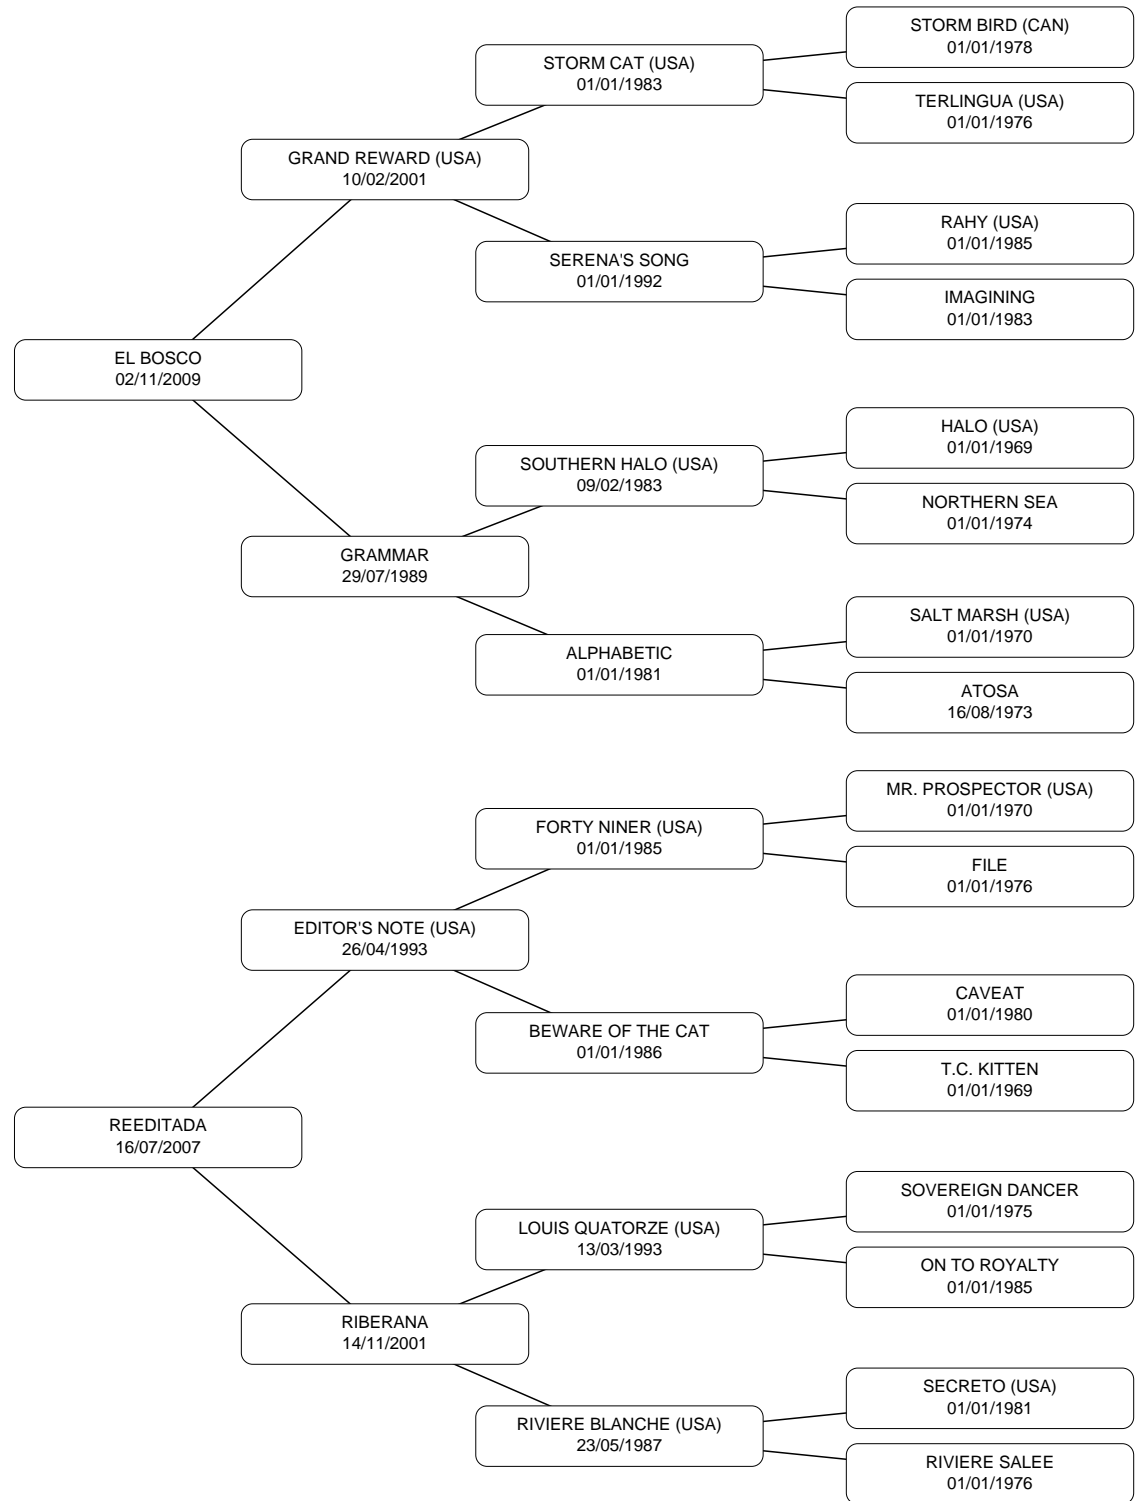 STORM BIRD (CAN)
01/01/1978
STORM CAT (USA)
01/01/1983
TERLINGUA (USA)
01/01/1976
GRAND REWARD (USA)
10/02/2001
RAHY (USA)
01/01/1985
SERENA'S SONG
01/01/1992
IMAGINING
01/01/1983
EL BOSCO
02/11/2009
HALO (USA)
01/01/1969
SOUTHERN HALO (USA)
09/02/1983
NORTHERN SEA
01/01/1974
GRAMMAR
29/07/1989
SALT MARSH (USA)
01/01/1970
ALPHABETIC
01/01/1981
ATOSA
16/08/1973
MR. PROSPECTOR (USA)
01/01/1970
FORTY NINER (USA)
01/01/1985
FILE
01/01/1976
EDITOR'S NOTE (USA)
26/04/1993
CAVEAT
01/01/1980
BEWARE OF THE CAT
01/01/1986
T.C. KITTEN
01/01/1969
REEDITADA
16/07/2007
SOVEREIGN DANCER
01/01/1975
LOUIS QUATORZE (USA)
13/03/1993
ON TO ROYALTY
01/01/1985
RIBERANA
14/11/2001
SECRETO (USA)
01/01/1981
RIVIERE BLANCHE (USA)
23/05/1987
RIVIERE SALEE
01/01/1976